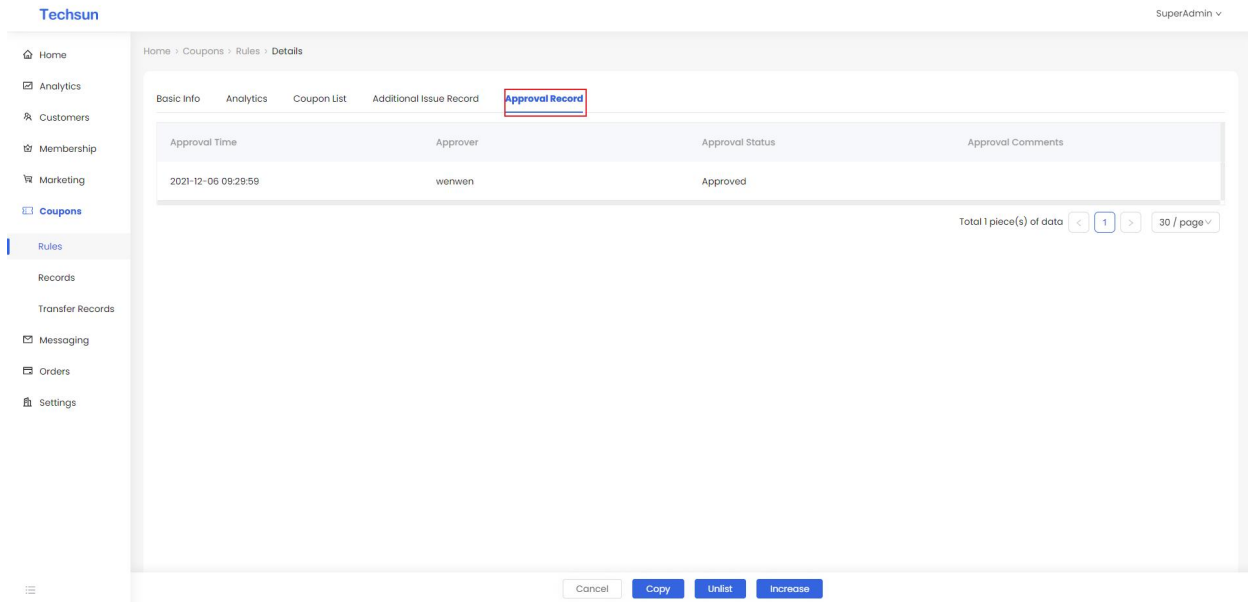 Techsun
SuperAdmin
Home
Analytics
Customers
Membership
Marketing
Coupons
Rules
Records
Transfer Records
Messaging
Orders
Settings
Home > Coupons > Rules > Details
Basic Info Analytics Coupon List Additional Issue Record Approval Record
Approval Time Approver Approval Status Approval Comments
2021-12-06 09:29:59 wenwen Approved
Total 1 piece(s) of data < 1 > 30 / page
Cancel Copy Unlist Increase